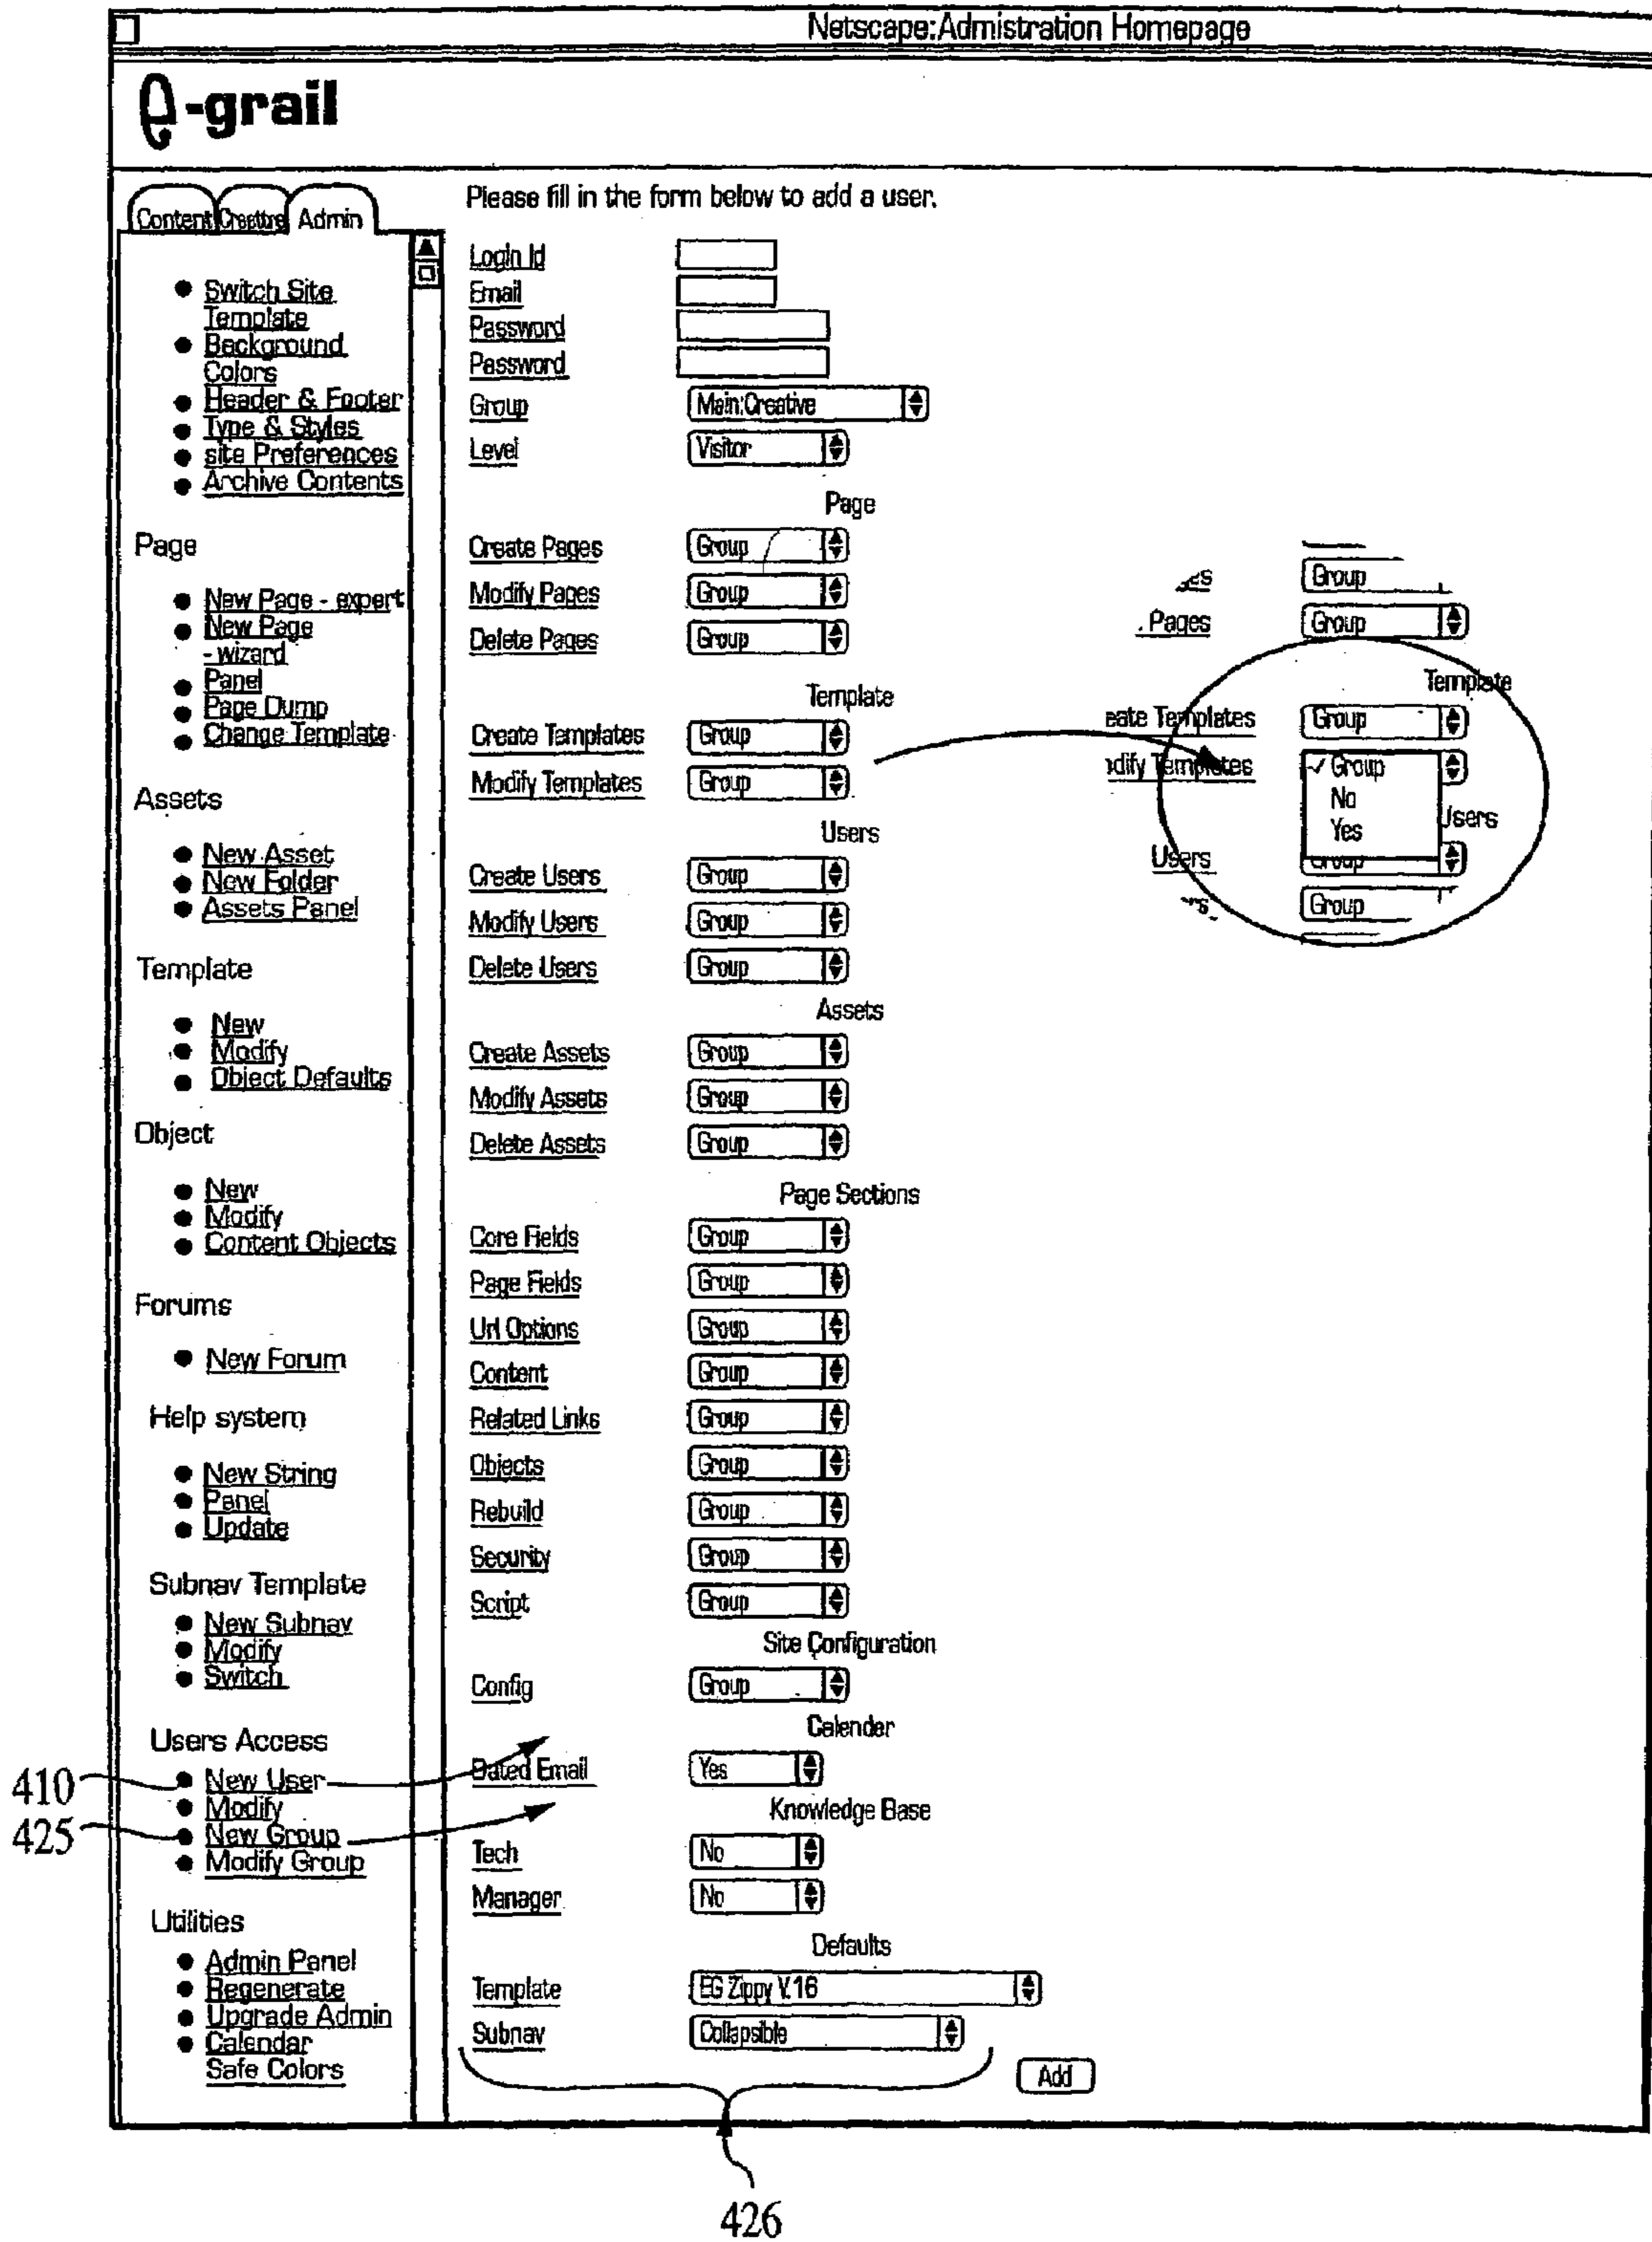 Netscape:Admistration Homepage
e-grail
Content Creative Admin
Switch Site
Template
Background
Colors
Header & Footer
Type & Styles
site Preferences
Archive Contents
Page
New Page - expert
New Page
- wizard
Panel
Page Dump
Change Template
Assets
New Asset
New Folder
Assets Panel
Template
New
Modify
Object Defaults
Object
New
Modify
Content Objects
Forums
New Forum
Help system
New String
Panel
Update
Subnav Template
New Subnav
Modify
Switch
Users Access
410 New User
Modify
425 New Group
Modify Group
Utilities
Admin Panel
Regenerate
Upgrade Admin
Calendar
Safe Colors
Please fill in the form below to add a user.
Login Id
Email
Password
Password
Group Main:Creative
Level Visitor
Page
Create Pages Group
Modify Pages Group
Delete Pages Group
Template
Create Templates Group
Modify Templates Group
Users
Create Users Group
Modify Users Group
Delete Users Group
Assets
Create Assets Group
Modify Assets Group
Delete Assets Group
Page Sections
Core Fields Group
Page Fields Group
Url Options Group
Content Group
Related Links Group
Objects Group
Rebuild Group
Security Group
Script Group
Site Configuration
Config Group
Calender
Dated Email Yes
Knowledge Base
Tech No
Manager No
Defaults
Template EG Zippy V.16
Subnav Collapsible
Add
426
ges Group
. Pages Group
Template
eate Templates Group
dify Templates ✓ Group
No
Yes
Users
Users Group
rs Group